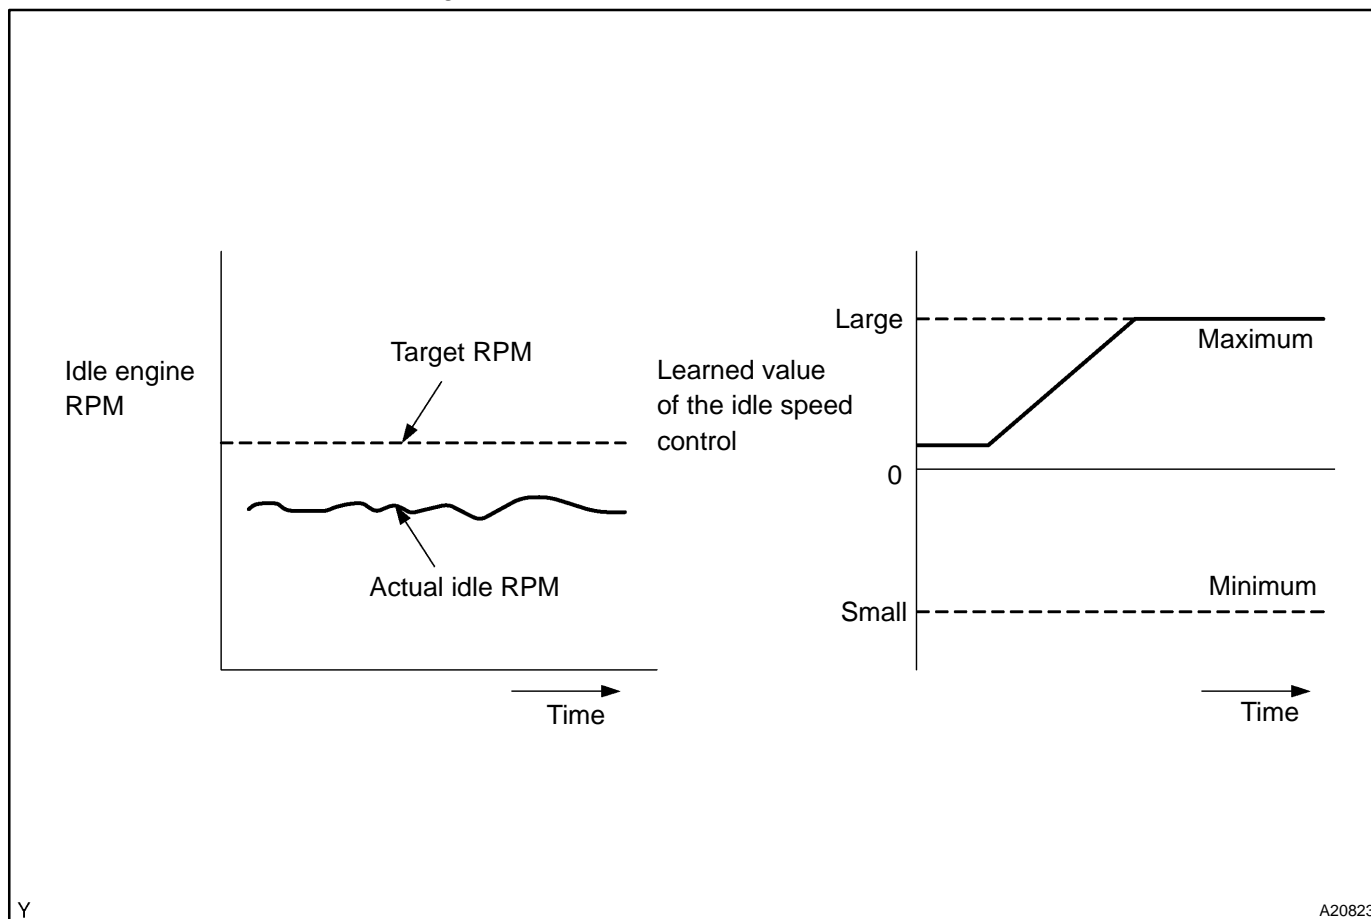 Idle engine
RPM
Target RPM
Actual idle RPM
Time
Learned value
of the idle speed
control
Large
Maximum
0
Minimum
Small
Time
Y
A20823